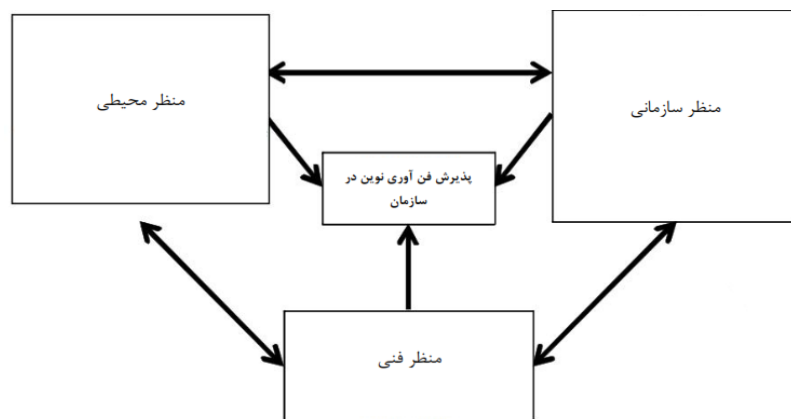 منظر سازمانی
منظر محیطی
پذیرش فن آوری نوین در
سازمان
منظر فنی